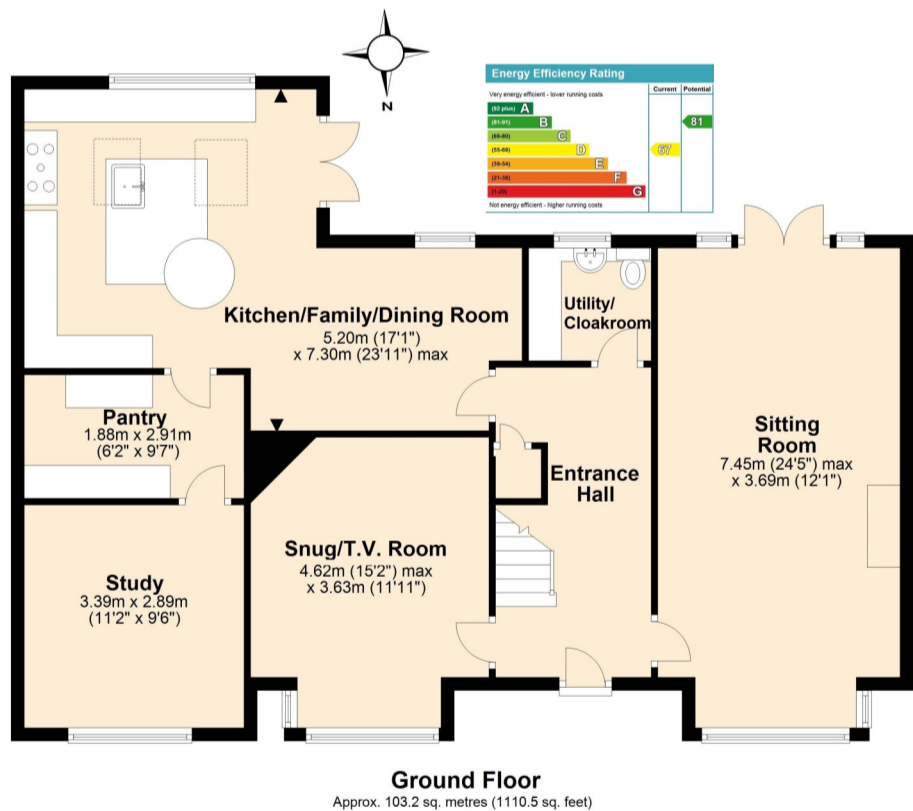 N
Energy Efficiency Rating
Current Potential
Very energy efficient - lower running costs
(92 plus) A
(81-91) B
(69-80) C
(55-68) D
(39-54) E
(21-38) F
(1-20) G
67
81
Not energy efficient - higher running costs
Kitchen/Family/Dining Room
5.20m (17'1")
x 7.30m (23'11") max
Utility/
Cloakroom
Pantry
1.88m x 2.91m
(6'2" x 9'7")
Sitting
Room
7.45m (24'5") max
x 3.69m (12'1")
Entrance
Hall
Snug/T.V. Room
4.62m (15'2") max
x 3.63m (11'11")
Study
3.39m x 2.89m
(11'2" x 9'6")
Ground Floor
Approx. 103.2 sq. metres (1110.5 sq. feet)